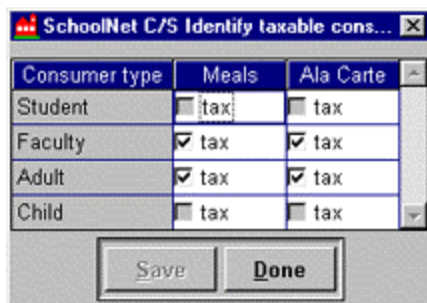 SchoolNet C/S Identify taxable cons...
Consumer type Meals Ala Carte
Student tax tax
Faculty tax tax
Adult tax tax
Child tax tax
Save Done